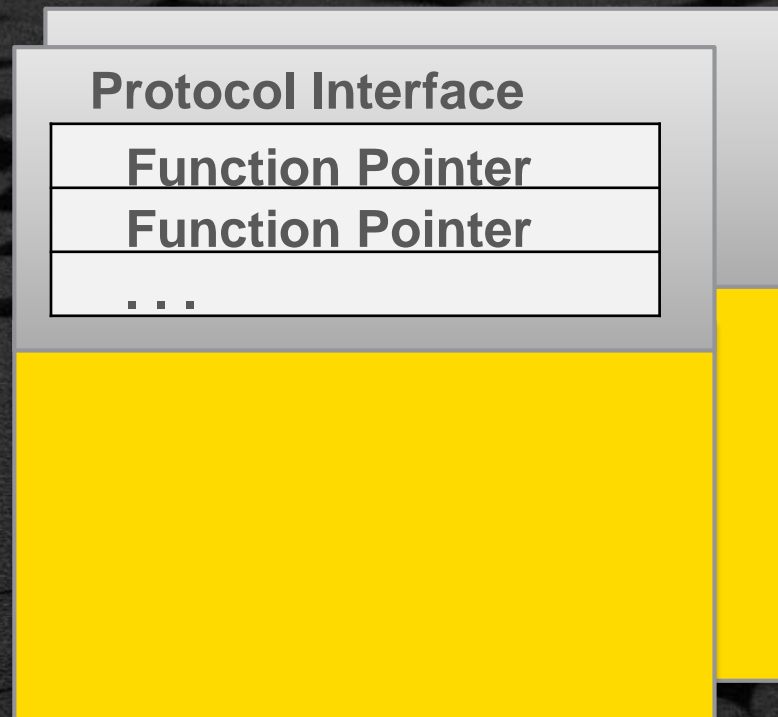 Protocol Interface
Function Pointer
Function Pointer
. . .